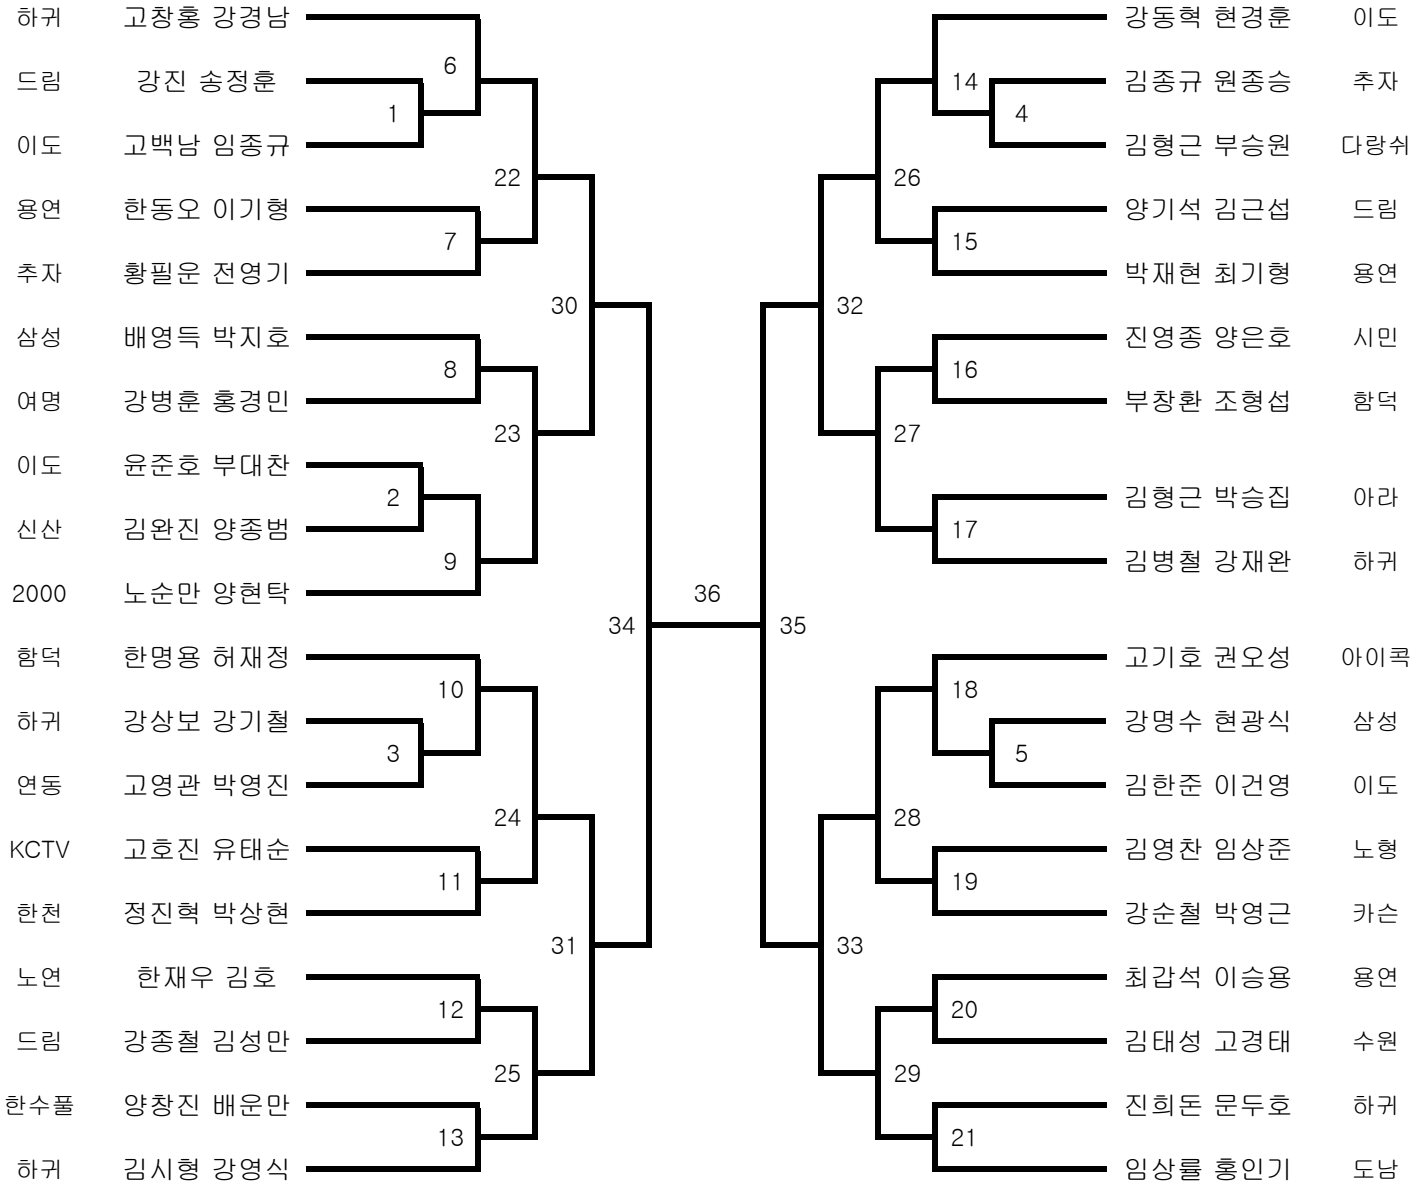 하귀 고창홍 강경남
6
드림 강진 송정훈
1
이도 고백남 임종규
22
용연 한동오 이기형
7
추자 황필운 전영기
30
삼성 배영득 박지호
8
여명 강병훈 홍경민
23
이도 윤준호 부대찬
2
신산 김완진 양종범
9
2000 노순만 양현탁
34
함덕 한명용 허재정
10
하귀 강상보 강기철
3
연동 고영관 박영진
24
KCTV 고호진 유태순
11
한천 정진혁 박상현
31
노연 한재우 김호
12
드림 강종철 김성만
25
한수풀 양창진 배운만
13
하귀 김시형 강영식
36
강동혁 현경훈 이도
14 김종규 원종승 추자
4
김형근 부승원 다랑쉬
26
양기석 김근섭 드림
15
박재현 최기형 용연
32
진영종 양은호 시민
16
부창환 조형섭 함덕
27
김형근 박승집 아라
17
김병철 강재완 하귀
35
고기호 권오성 아이콕
18
강명수 현광식 삼성
5
김한준 이건영 이도
28
김영찬 임상준 노형
19
강순철 박영근 카슨
33
최갑석 이승용 용연
20
김태성 고경태 수원
29
진희돈 문두호 하귀
21
임상률 홍인기 도남